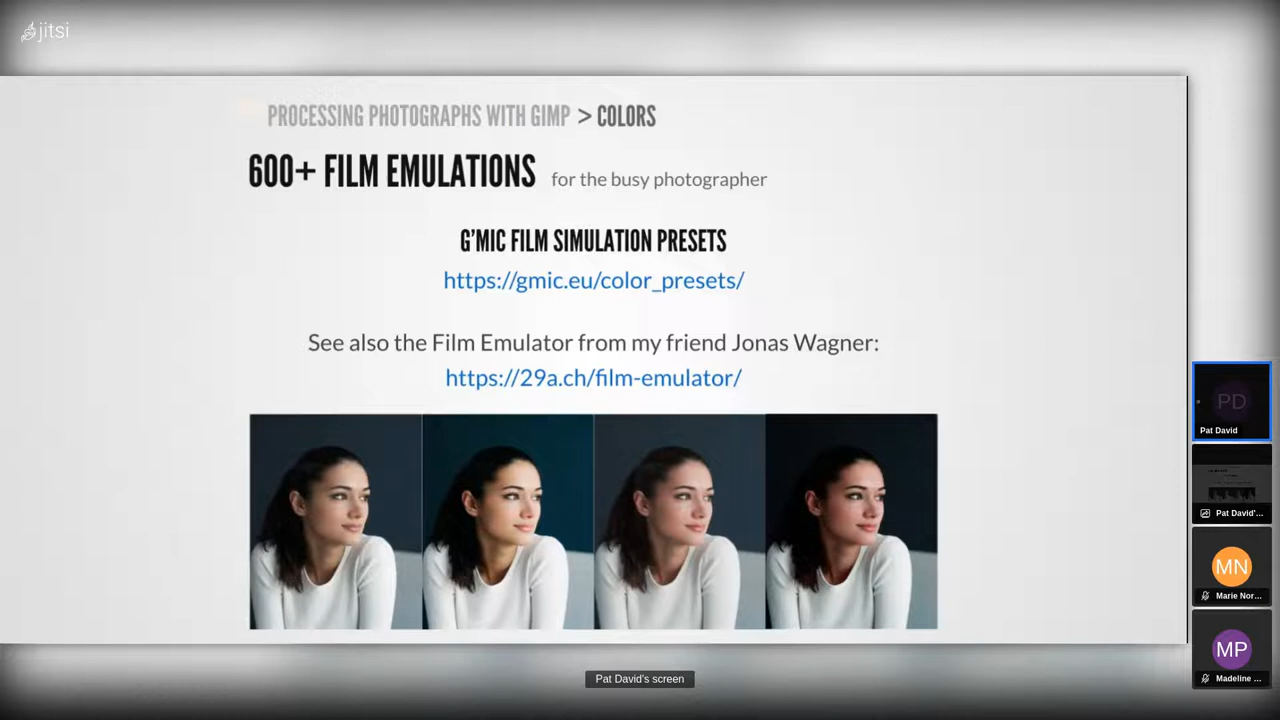 jitsi
PROCESSING PHOTOGRAPHS WITH GIMP > COLORS
600+ FILM EMULATIONS for the busy photographer
G'MIC FILM SIMULATION PRESETS
https://gmic.eu/color_presets/
See also the Film Emulator from my friend Jonas Wagner:
https://29a.ch/film-emulator/
PD
Pat David
Pat David'...
MN
Marie Nor...
MP
Madeline ...
Pat David's screen